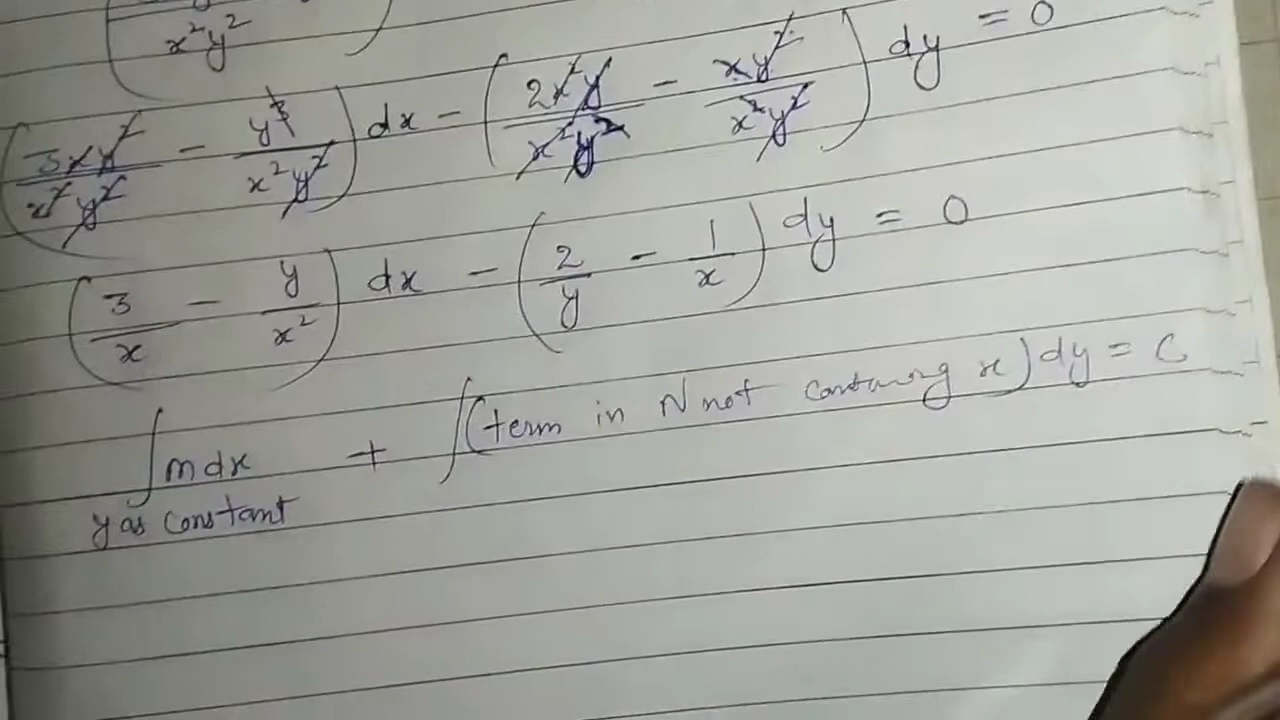 x²y²
(3xy²/x²y² - y³/x²y²) dx - (2x²y/x²y² - xy²/x²y²) dy = 0
(3/x - y/x²) dx - (2/y - 1/x) dy = 0
∫mdx + ∫(term in N not containing x) dy = C
y as constant